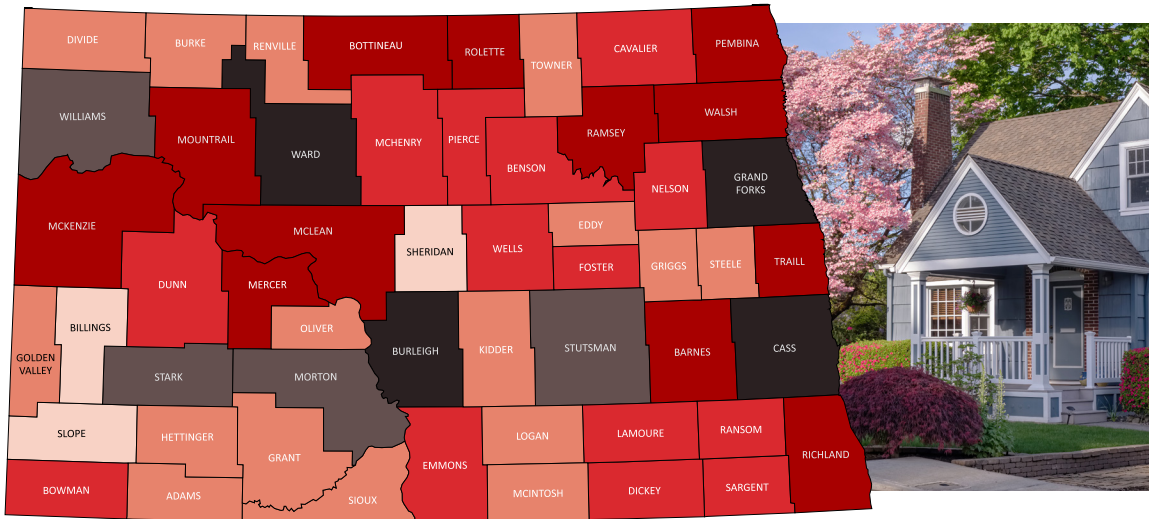 DIVIDE
BURKE
RENVILLE
BOTTINEAU
ROLETTE
TOWNER
CAVALIER
PEMBINA
WILLIAMS
MOUNTRAIL
WARD
MCHENRY
PIERCE
BENSON
RAMSEY
WALSH
NELSON
GRAND
FORKS
MCKENZIE
DUNN
MCLEAN
MERCER
SHERIDAN
WELLS
EDDY
FOSTER
GRIGGS
STEELE
TRAILL
GOLDEN
VALLEY
BILLINGS
OLIVER
STARK
MORTON
BURLEIGH
KIDDER
STUTSMAN
BARNES
CASS
SLOPE
HETTINGER
GRANT
EMMONS
LOGAN
LAMOURE
RANSOM
RICHLAND
BOWMAN
ADAMS
SIOUX
MCINTOSH
DICKEY
SARGENT